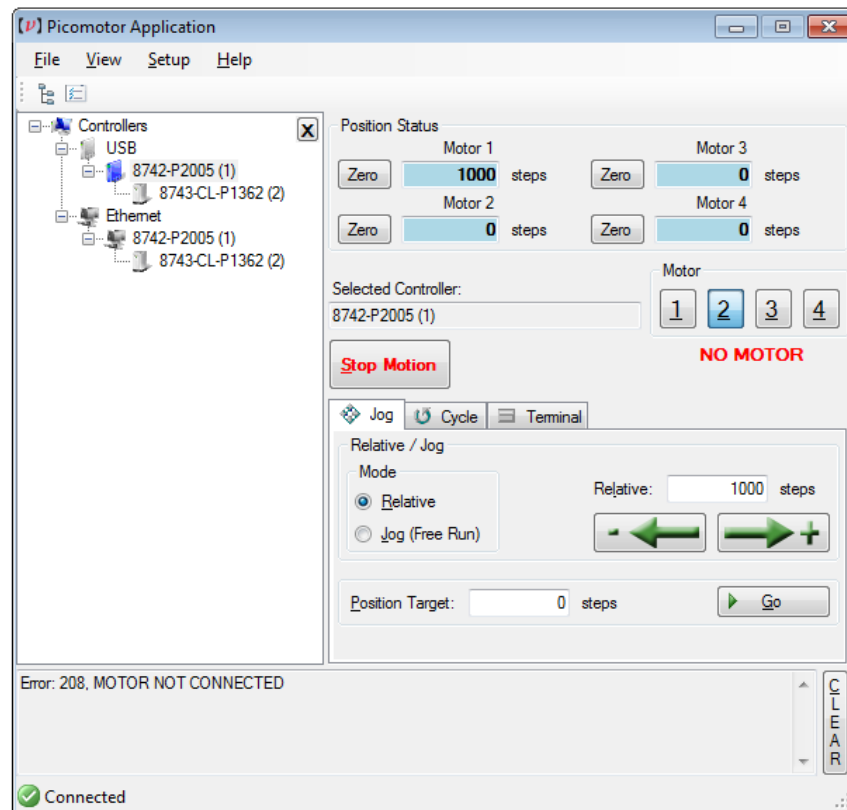 [ν] Picomotor Application
File View Setup Help
Controllers
X
USB
8742-P2005 (1)
8743-CL-P1362 (2)
Ethernet
8742-P2005 (1)
8743-CL-P1362 (2)
Position Status
Motor 1 Motor 3
Zero 1000 steps Zero 0 steps
Motor 2 Motor 4
Zero 0 steps Zero 0 steps
Selected Controller:
8742-P2005 (1)
Motor
1 2 3 4
NO MOTOR
Stop Motion
Jog Cycle Terminal
Relative / Jog
Mode
Relative
Jog (Free Run)
Relative: 1000 steps
- +
Position Target: 0 steps Go
Error: 208, MOTOR NOT CONNECTED
CLEAR
Connected